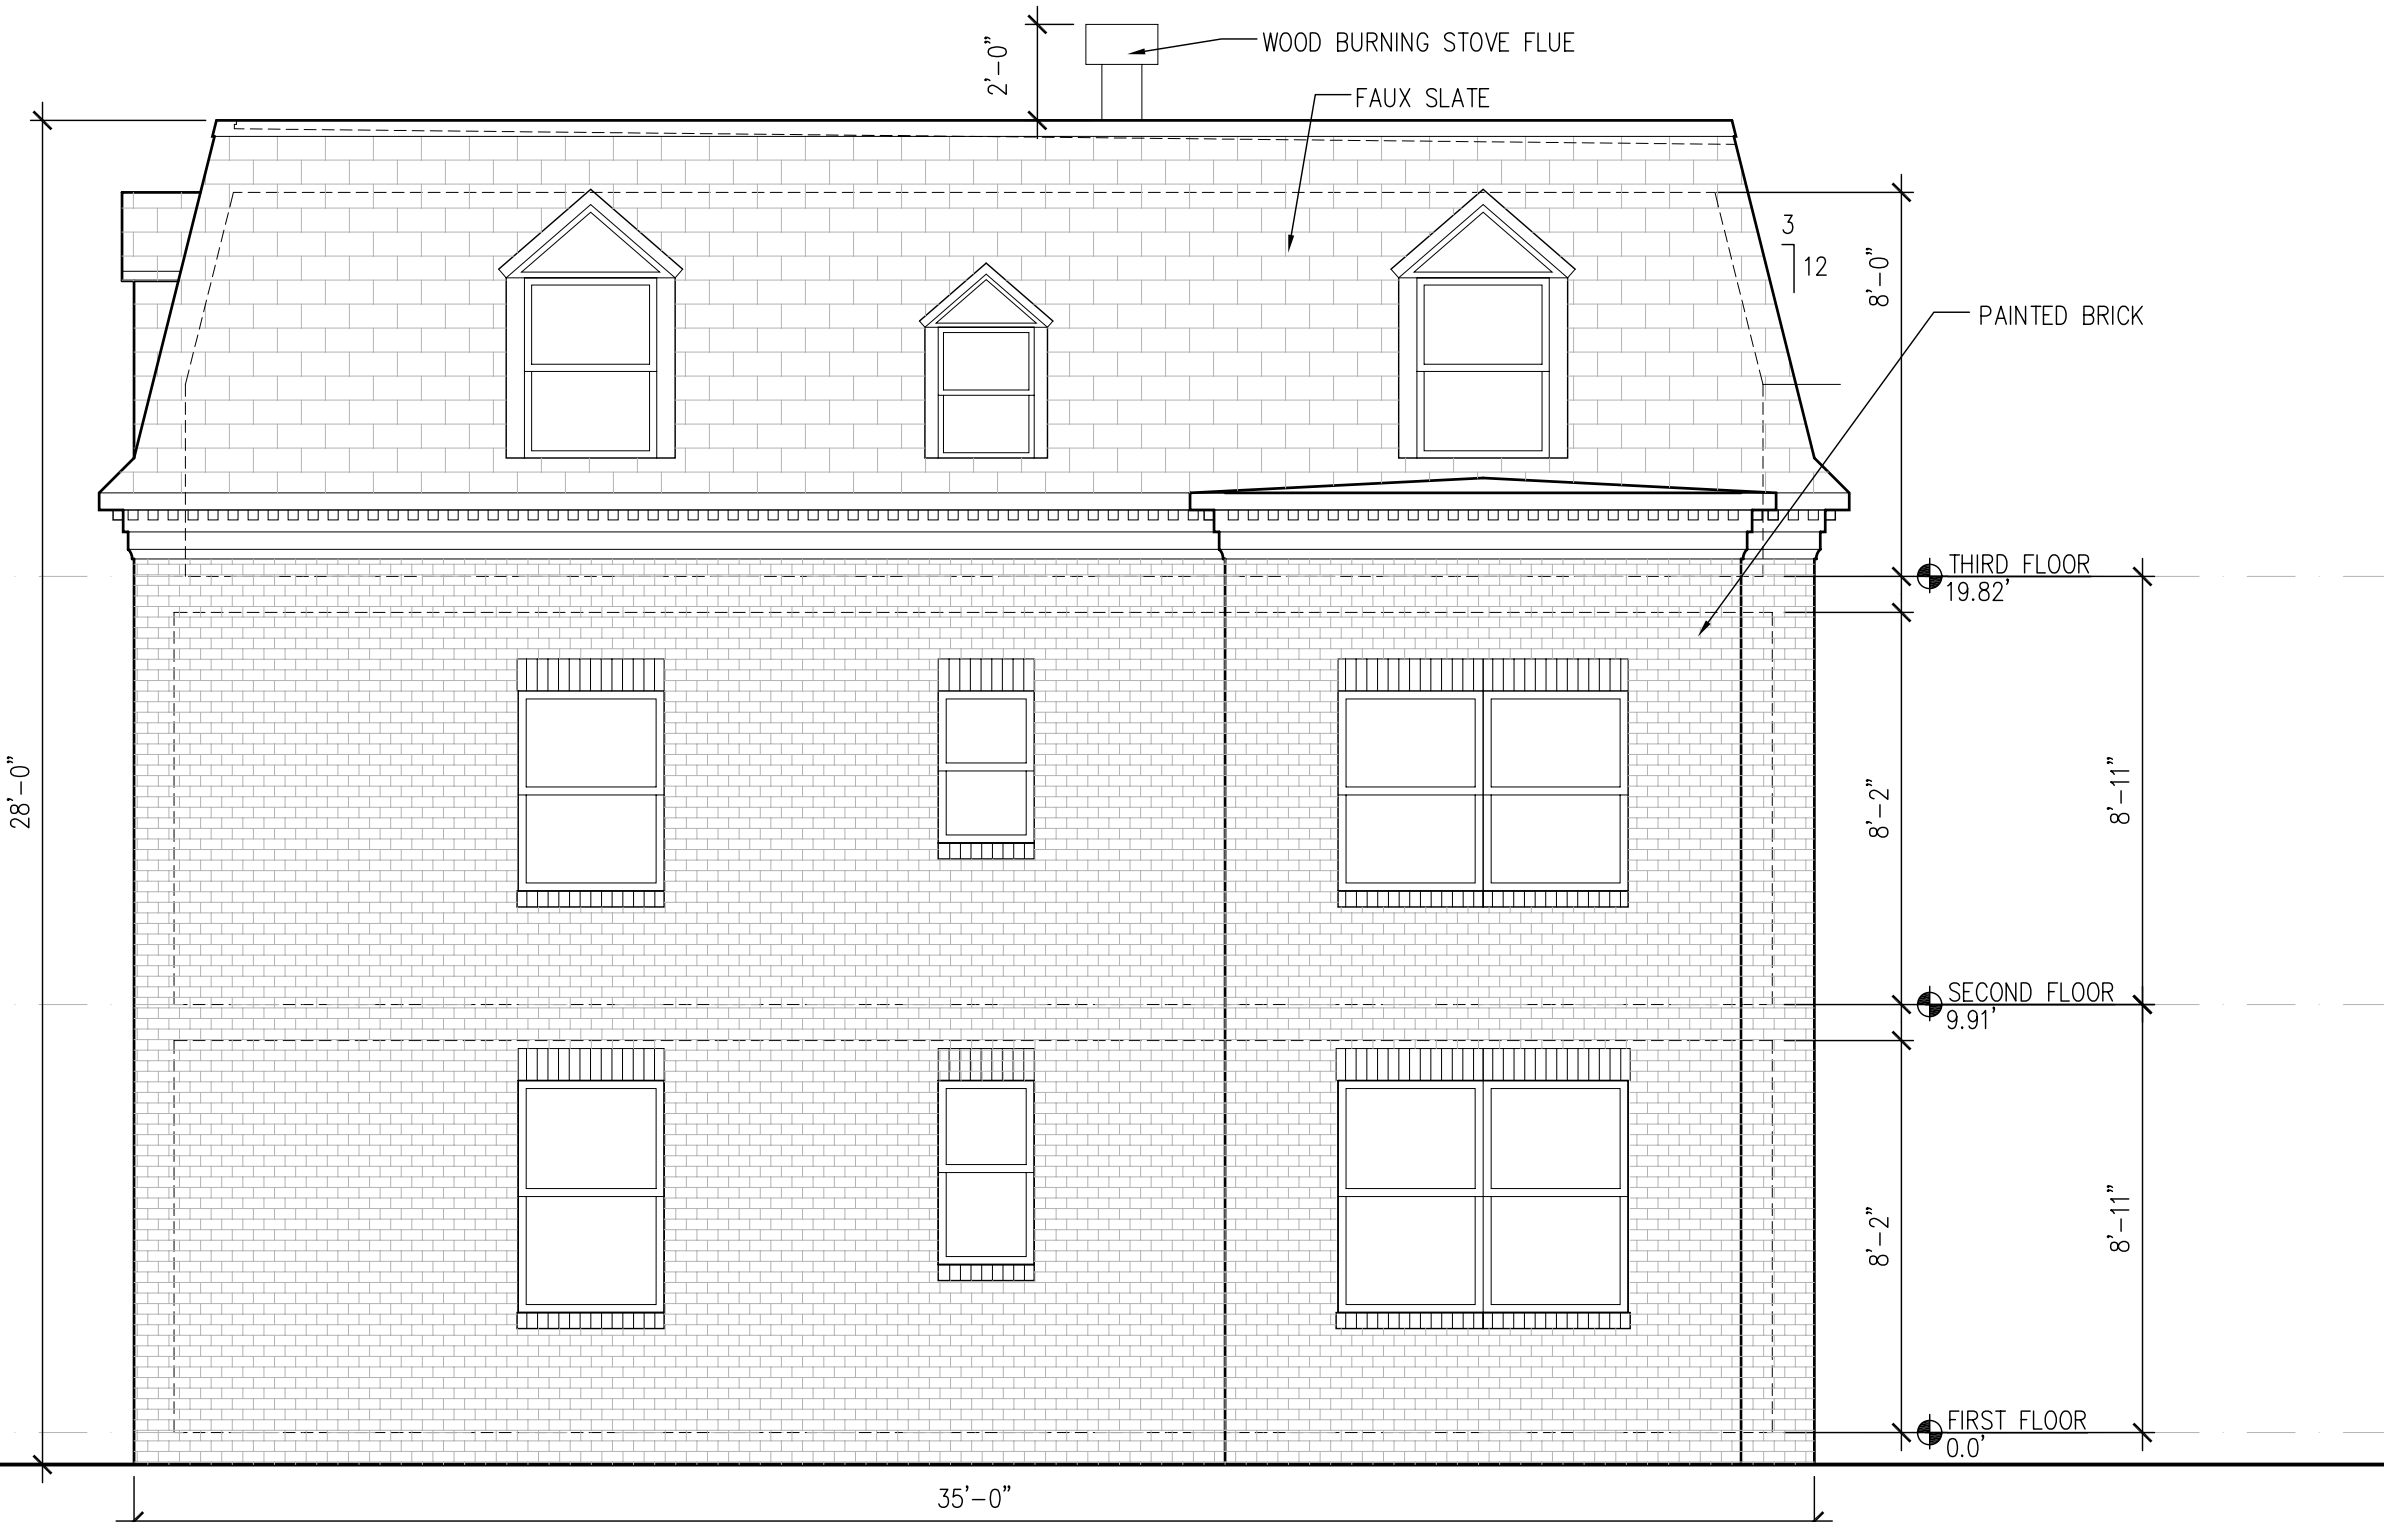 2'-0"
WOOD BURNING STOVE FLUE
FAUX SLATE
3
12
8'-0"
PAINTED BRICK
THIRD FLOOR
19.82'
28'-0"
8'-2"
8'-11"
SECOND FLOOR
9.91'
8'-2"
8'-11"
FIRST FLOOR
0.0'
35'-0"